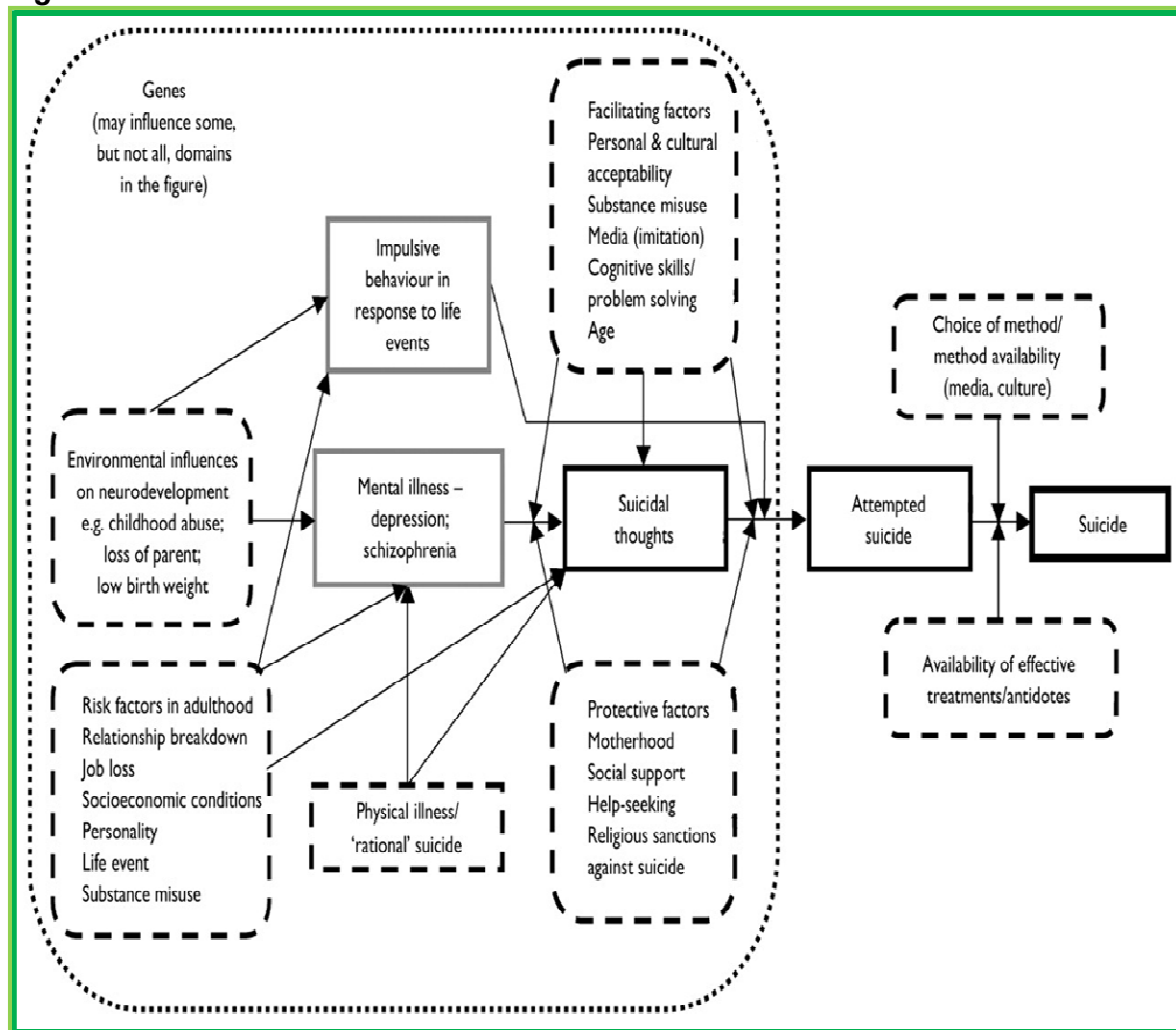 Genes
(may influence some,
but not all, domains
in the figure)
Facilitating factors
Personal & cultural
acceptability
Substance misuse
Media (imitation)
Cognitive skills/
problem solving
Age
Impulsive
behaviour in
response to life
events
Choice of method/
method availability
(media, culture)
Environmental influences
on neurodevelopment
e.g. childhood abuse;
loss of parent;
low birth weight
Mental illness –
depression;
schizophrenia
Suicidal
thoughts
Attempted
suicide
Suicide
Risk factors in adulthood
Relationship breakdown
Job loss
Socioeconomic conditions
Personality
Life event
Substance misuse
Physical illness/
‘rational’ suicide
Protective factors
Motherhood
Social support
Help-seeking
Religious sanctions
against suicide
Availability of effective
treatments/antidotes